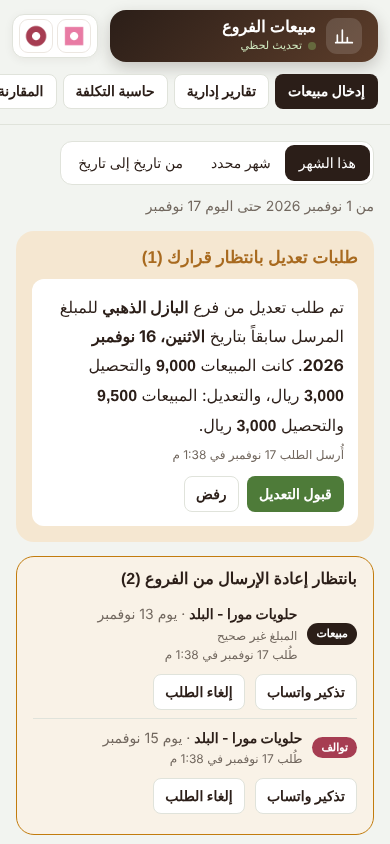 مبيعات الفروع
تحديث لحظي
إدخال مبيعات
تقارير إدارية
حاسبة التكلفة
المقارنة
هذا الشهر
شهر محدد
من تاريخ إلى تاريخ
من 1 نوفمبر 2026 حتى اليوم 17 نوفمبر
طلبات تعديل بانتظار قرارك (1)
تم طلب تعديل من فرع البازل الذهبي للمبلغ
المرسل سابقاً بتاريخ الاثنين، 16 نوفمبر
2026. كانت المبيعات 9,000 والتحصيل
3,000 ريال، والتعديل: المبيعات 9,500
والتحصيل 3,000 ريال.
أُرسل الطلب 17 نوفمبر في 1:38 م
قبول التعديل
رفض
بانتظار إعادة الإرسال من الفروع (2)
مبيعات
حلويات مورا - البلد · يوم 13 نوفمبر
المبلغ غير صحيح
طُلب 17 نوفمبر في 1:38 م
تذكير واتساب
إلغاء الطلب
توالف
حلويات مورا - البلد · يوم 15 نوفمبر
طُلب 17 نوفمبر في 1:38 م
تذكير واتساب
إلغاء الطلب